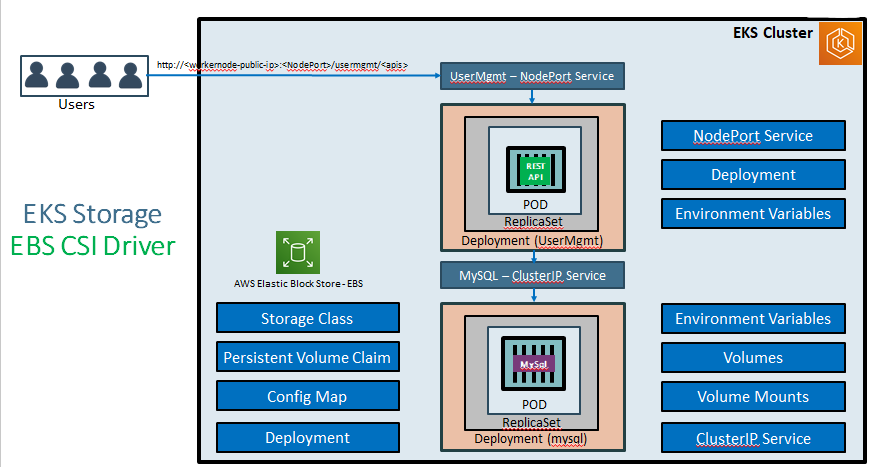 EKS Cluster
http://<workernode-public-ip>:<NodePort>/usermgmt/<apis>
Users
UserMgmt – NodePort Service
REST
API
POD
ReplicaSet
Deployment (UserMgmt)
NodePort Service
Deployment
Environment Variables
EKS Storage
EBS CSI Driver
AWS Elastic Block Store - EBS
MySQL – ClusterIP Service
Storage Class
Persistent Volume Claim
Config Map
Deployment
MySql
POD
ReplicaSet
Deployment (mysql)
Environment Variables
Volumes
Volume Mounts
ClusterIP Service